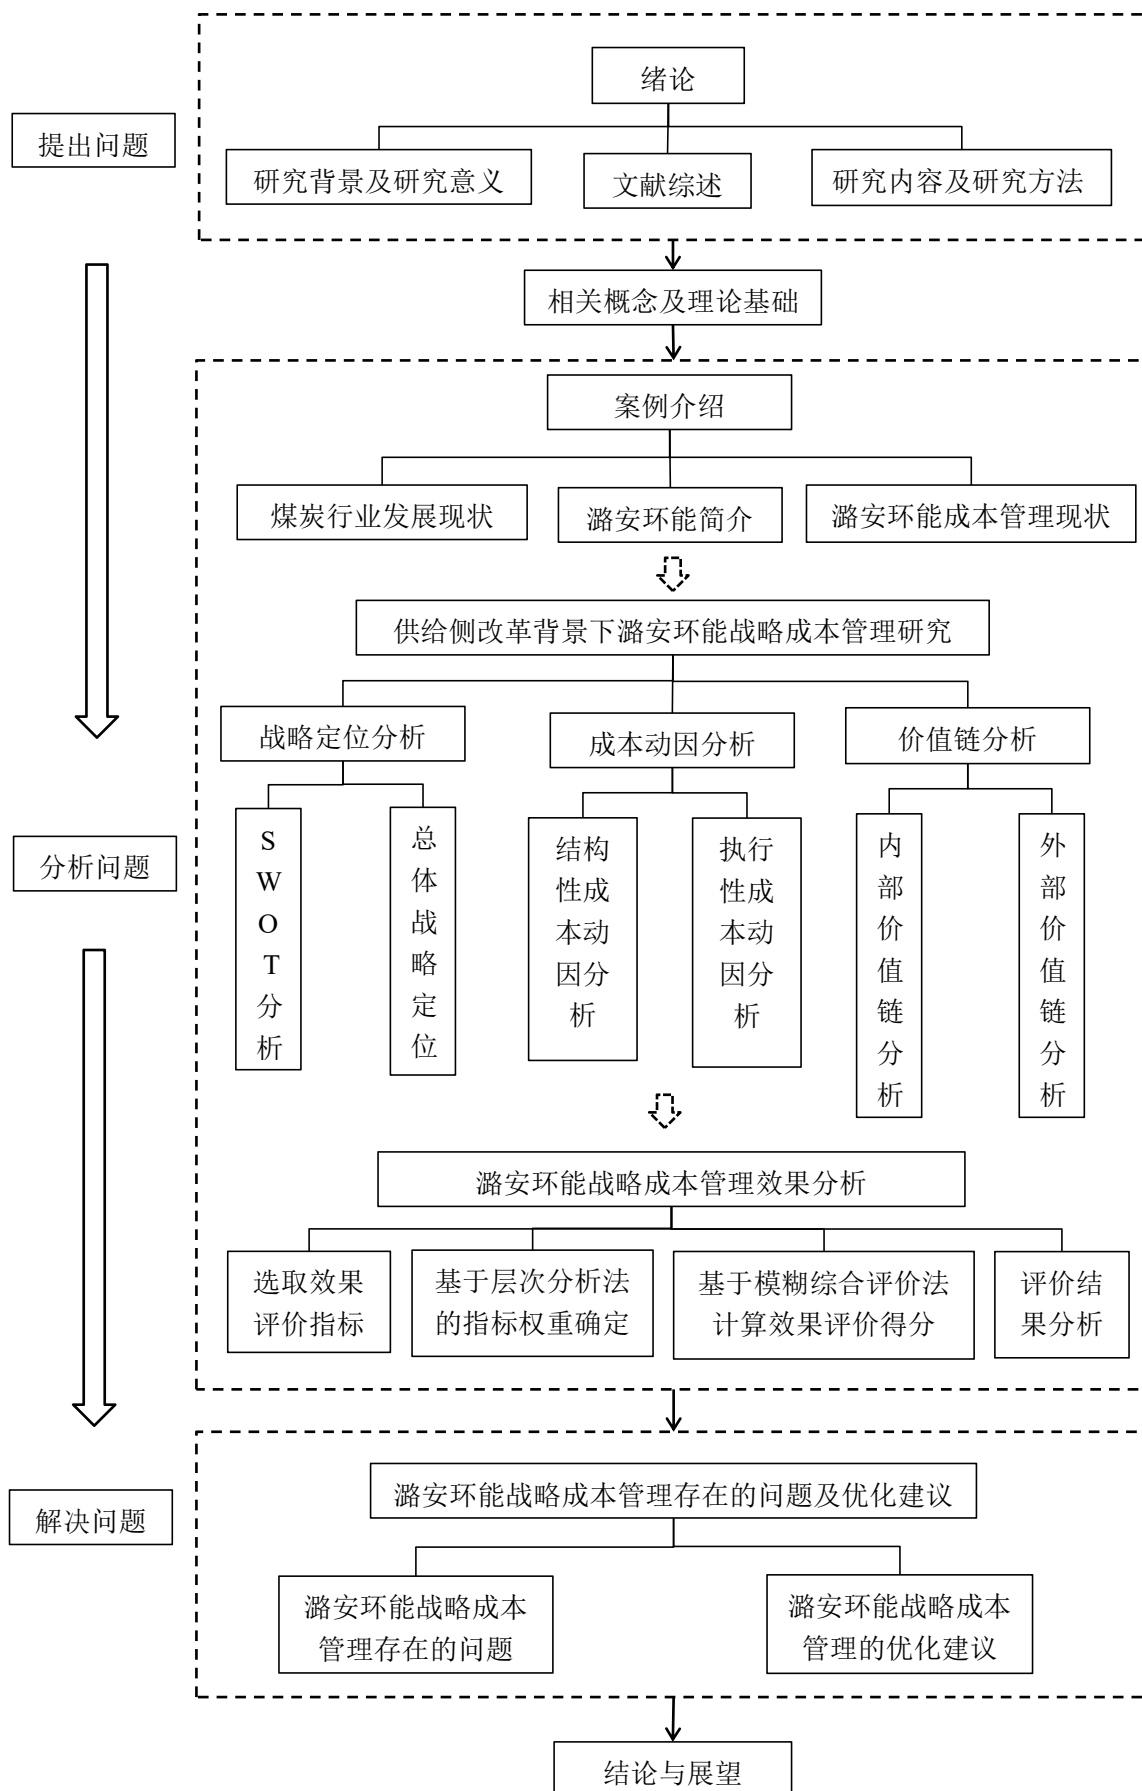 绪论
提出问题
研究背景及研究意义
文献综述
研究内容及研究方法
相关概念及理论基础
案例介绍
煤炭行业发展现状
潞安环能简介
潞安环能成本管理现状
供给侧改革背景下潞安环能战略成本管理研究
战略定位分析
成本动因分析
价值链分析
分析问题
S
W
O
T
分
析
总
体
战
略
定
位
结构
性成
本动
因分
析
执行
性成
本动
因分
析
内
部
价
值
链
分
析
外
部
价
值
链
分
析
潞安环能战略成本管理效果分析
选取效果
评价指标
基于层次分析法
的指标权重确定
基于模糊综合评价法
计算效果评价得分
评价结
果分析
解决问题
潞安环能战略成本管理存在的问题及优化建议
潞安环能战略成本
管理存在的问题
潞安环能战略成本
管理的优化建议
结论与展望